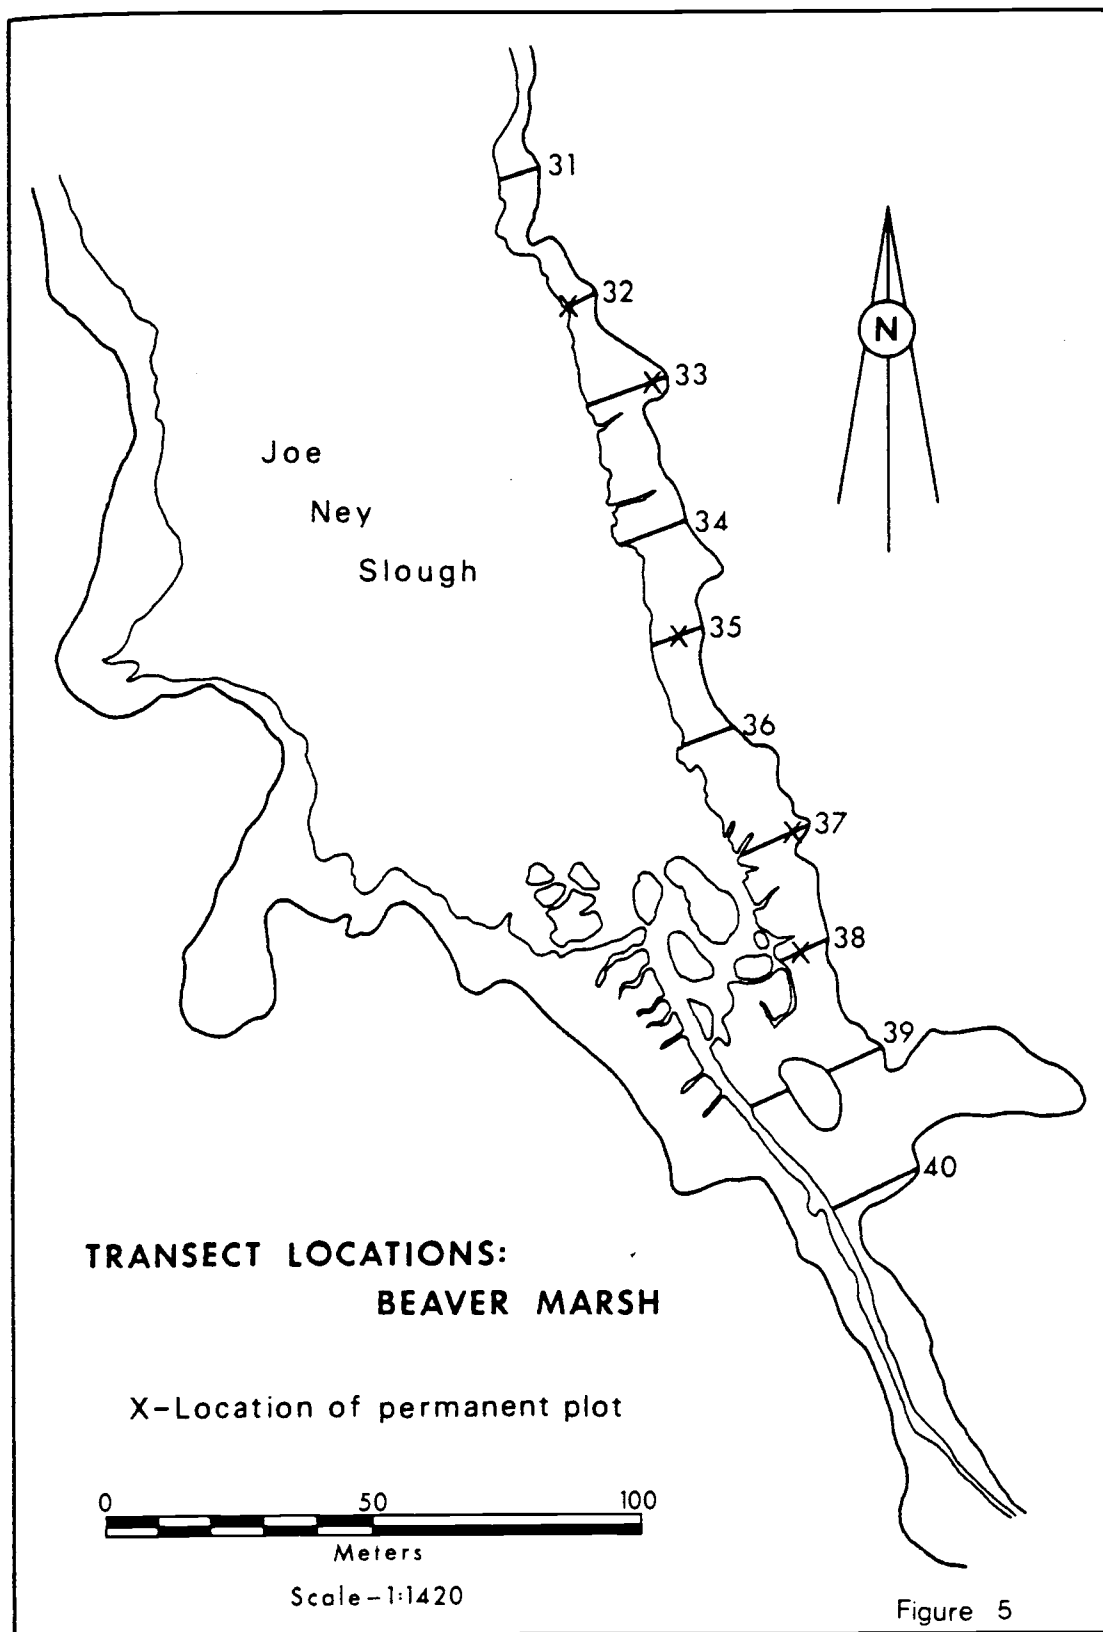 31
32
N
33
Joe
Ney
Slough
34
35
36
37
38
39
40
TRANSECT LOCATIONS:
BEAVER MARSH
X-Location of permanent plot
0 50 100
Meters
Scale-1:1420
Figure 5